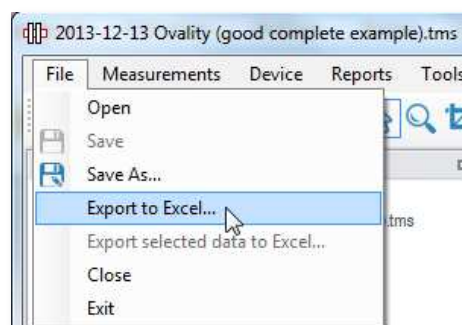 2013-12-13 Ovality (good complete example).tms
File Measurements Device Reports Tools
Open
Save
Save As...
Export to Excel...
.tms
Export selected data to Excel...
Close
Exit